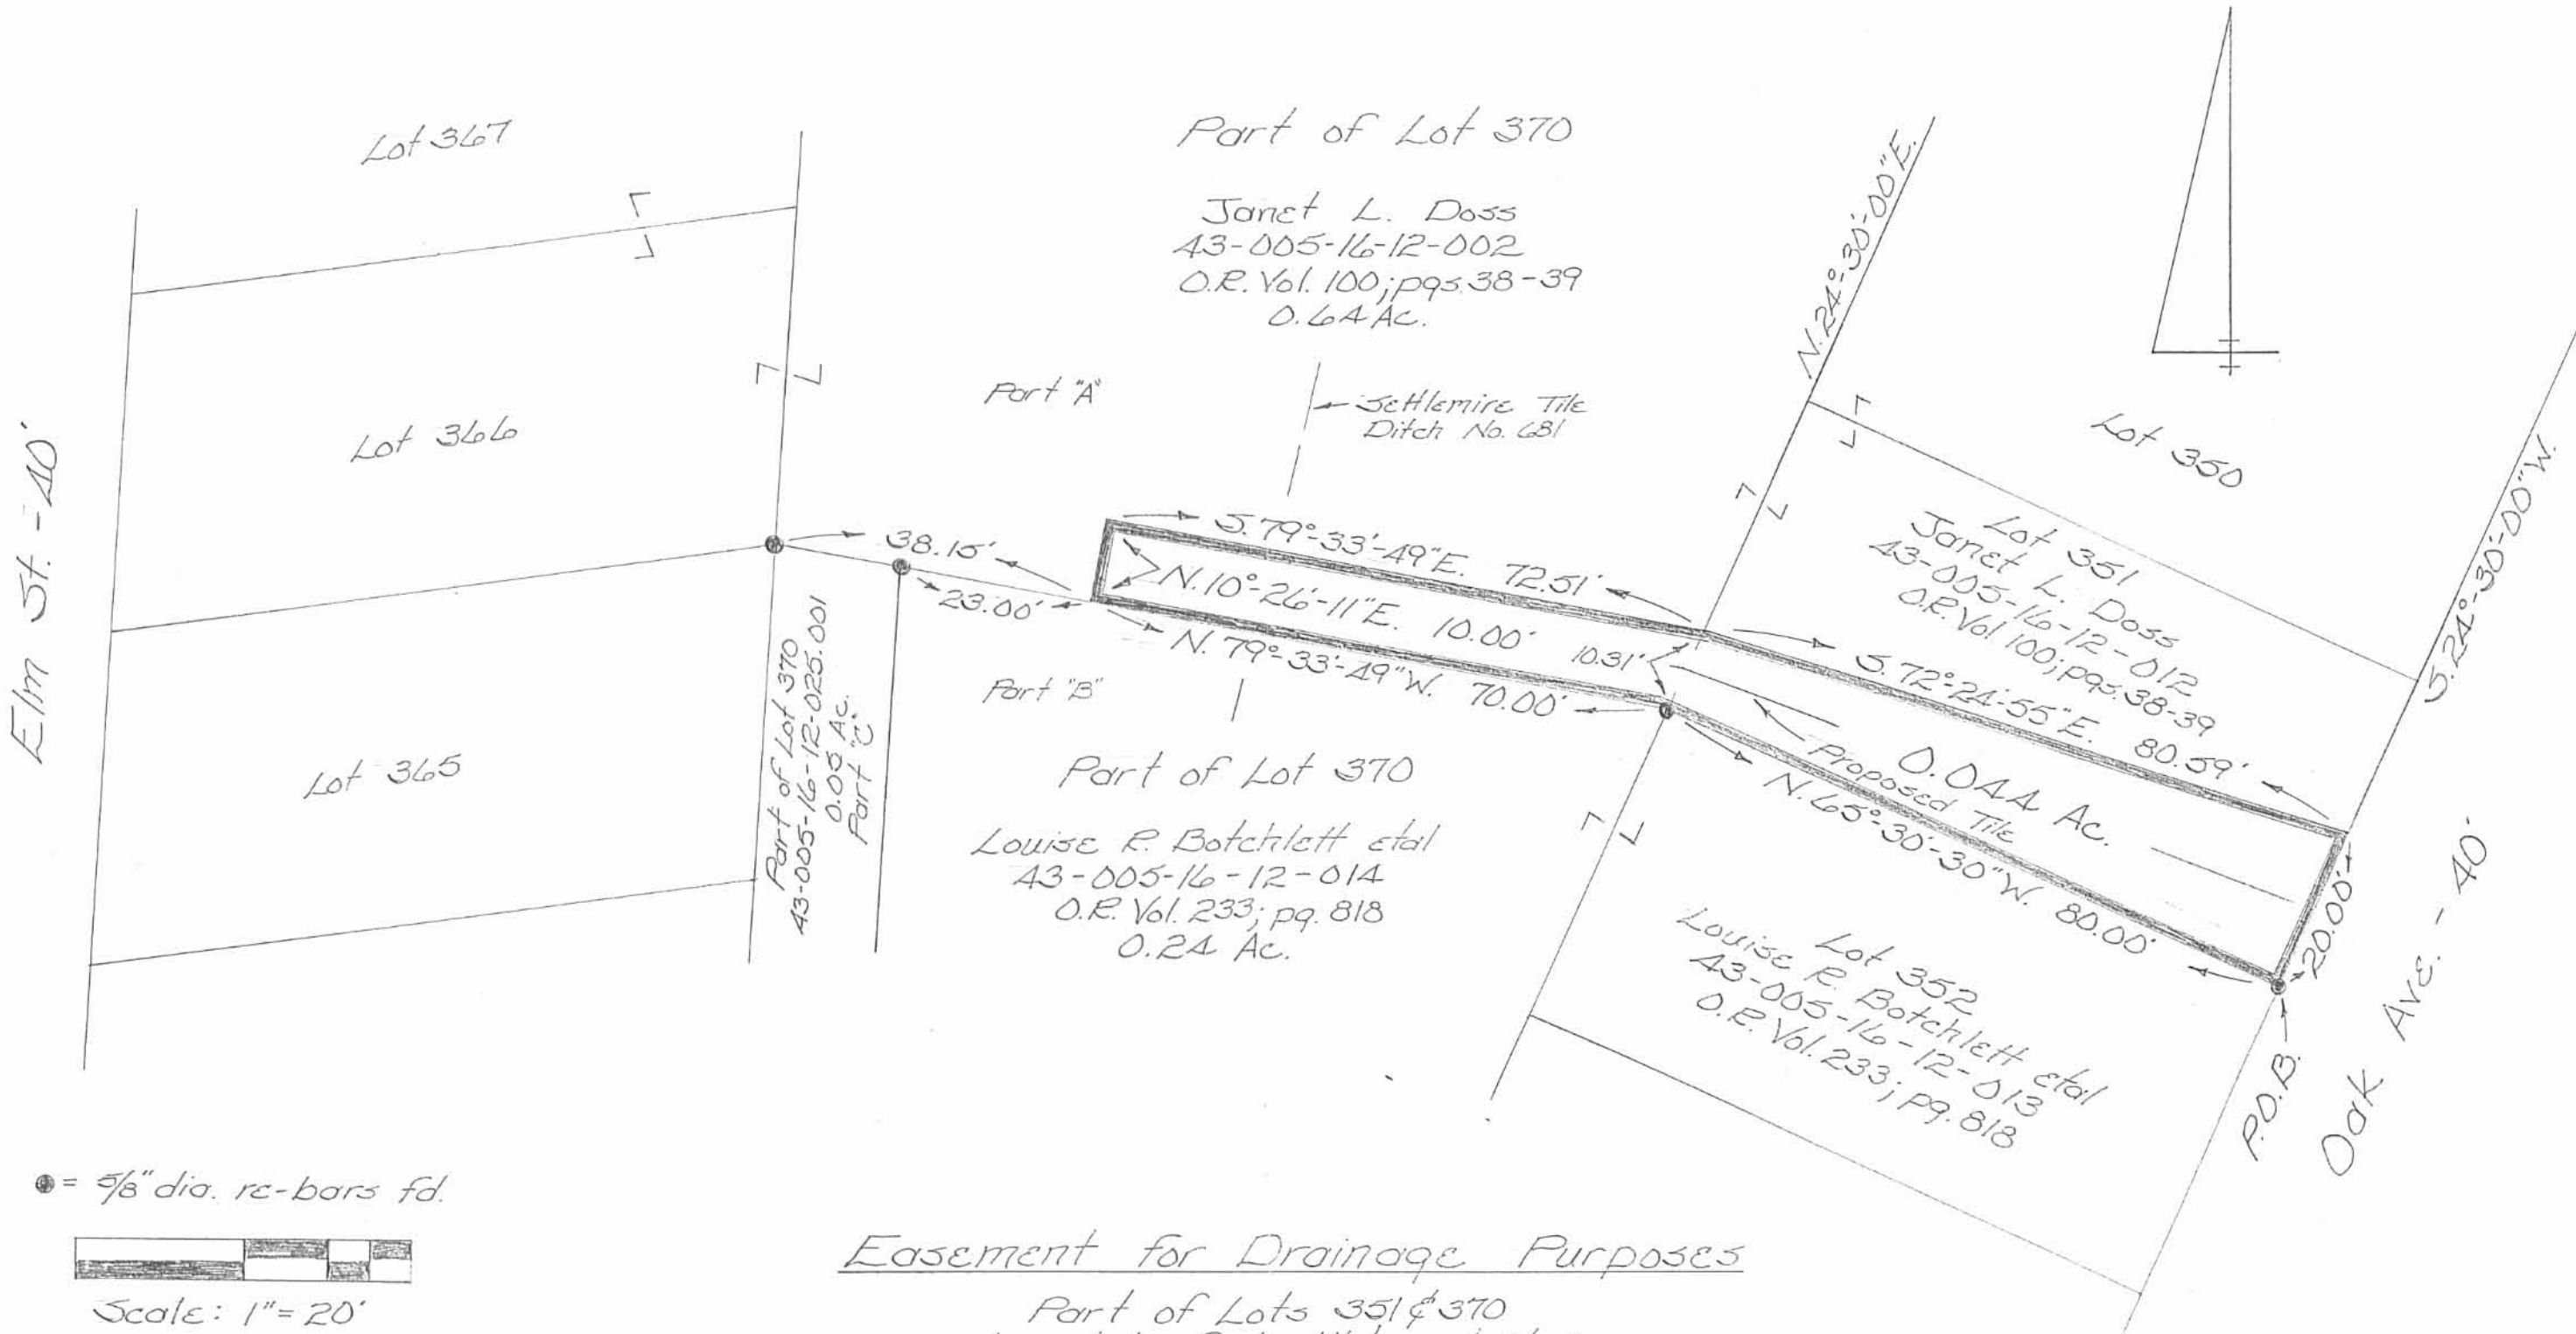 Lot 367
Part of Lot 370
Janet L. Doss
43-005-16-12-002
O.R. Vol. 100; pgs. 38-39
0.64 Ac.
N. 24°-30'-00" E.
Part "A"
Settlemire Tile
Ditch No. 681
Lot 350
Lot 366
Elm St. - 40'
S. 24°-30'-00" W.
Lot 351
Janet L. Doss
43-005-16-12-012
O.R. Vol 100; pgs. 38-39
38.15'
23.00'
S. 79°-33'-49" E. 72.51'
N. 10°-26'-11" E. 10.00'
10.31'
N. 79°-33'-49" W. 70.00'
S. 72°-24'-55" E. 80.59'
0.044 Ac.
Proposed Tile
N. 65°-30'-30" W. 80.00'
20.00'
Part "B"
Part of Lot 370
43-005-16-12-025.001
0.05 Ac.
Part "C"
Lot 365
Part of Lot 370
Louise R. Botchlett etal
43-005-16-12-014
O.R. Vol. 233; pg. 818
0.24 Ac.
Lot 352
Louise R. Botchlett etal
43-005-16-12-013
O.R. Vol. 233; pg. 818
P.O.B.
Oak Ave. - 40'
= 5/8" dia. re-bars fd.
Scale: 1" = 20'
Easement for Drainage Purposes
Part of Lots 351 & 370